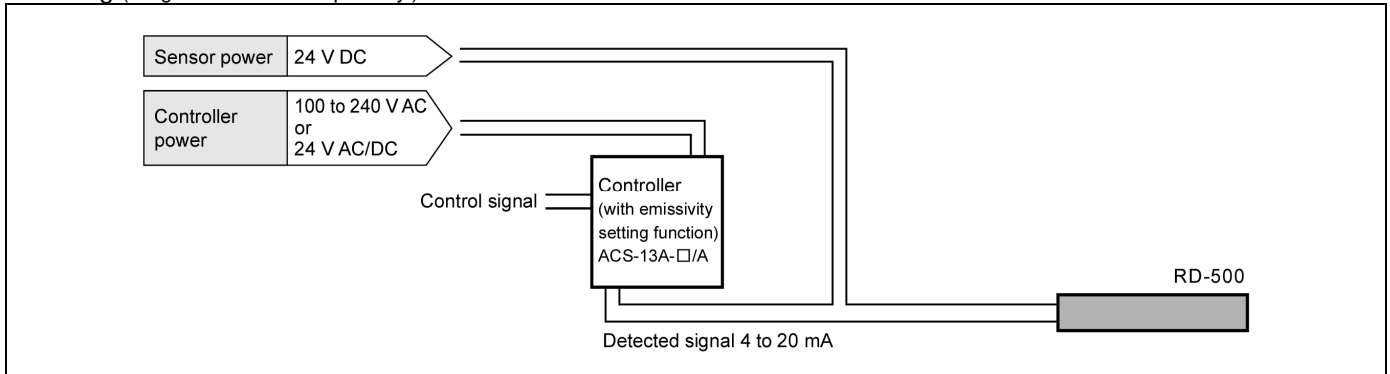 Sensor power
24 V DC
Controller
power
100 to 240 V AC
or
24 V AC/DC
Control signal
Controller
(with emissivity
setting function)
ACS-13A-□/A
RD-500
Detected signal 4 to 20 mA